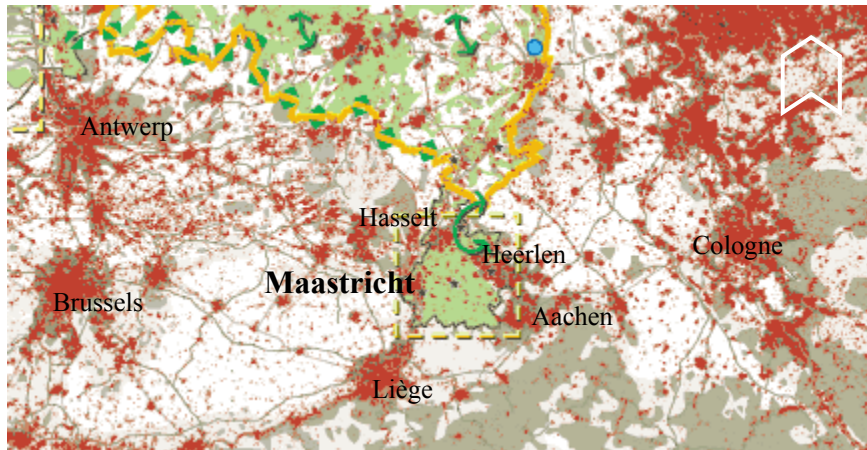 Antwerp
Hasselt
Heerlen
Cologne
Maastricht
Brussels
Aachen
Liège